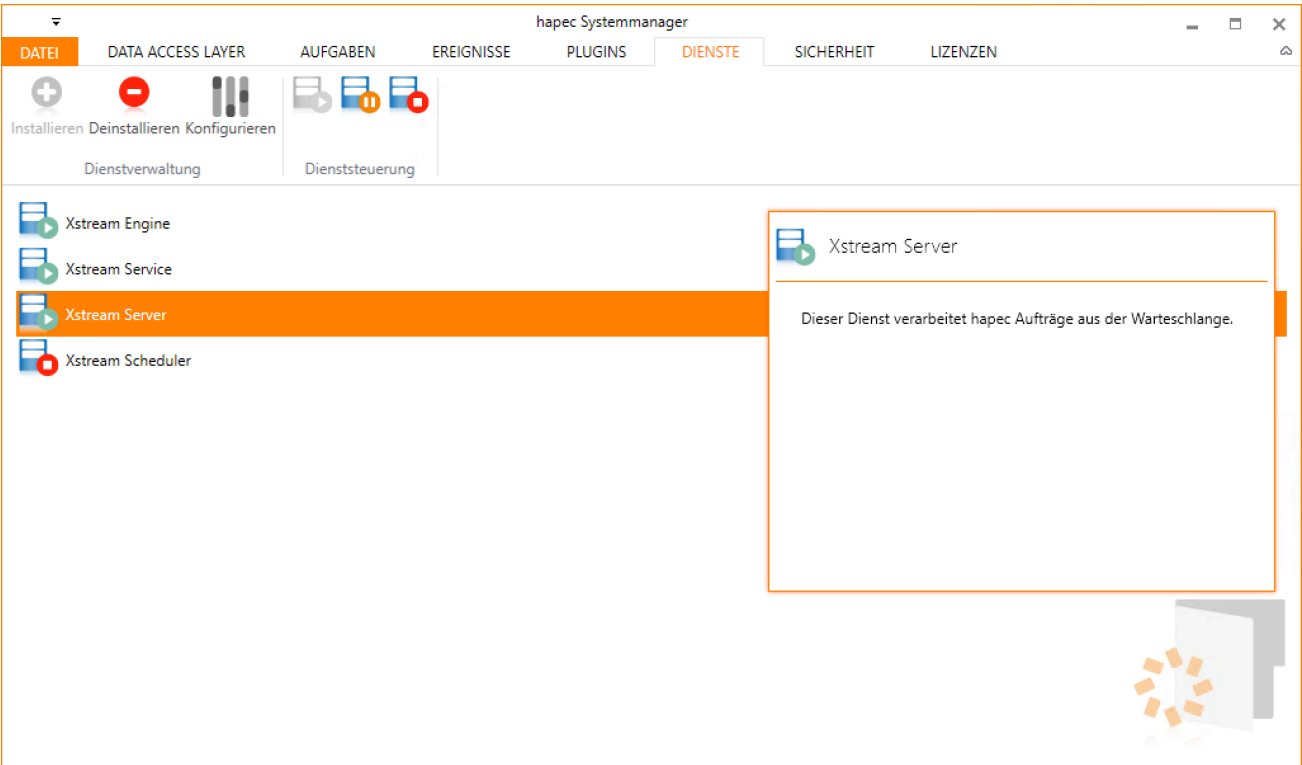 hapec Systemmanager
DATEI DATA ACCESS LAYER AUFGABEN EREIGNISSE PLUGINS DIENSTE SICHERHEIT LIZENZEN
Installieren Deinstallieren Konfigurieren
Dienstverwaltung Dienststeuerung
Xstream Engine
Xstream Service
Xstream Server
Xstream Scheduler
Xstream Server
Dieser Dienst verarbeitet hapec Aufträge aus der Warteschlange.